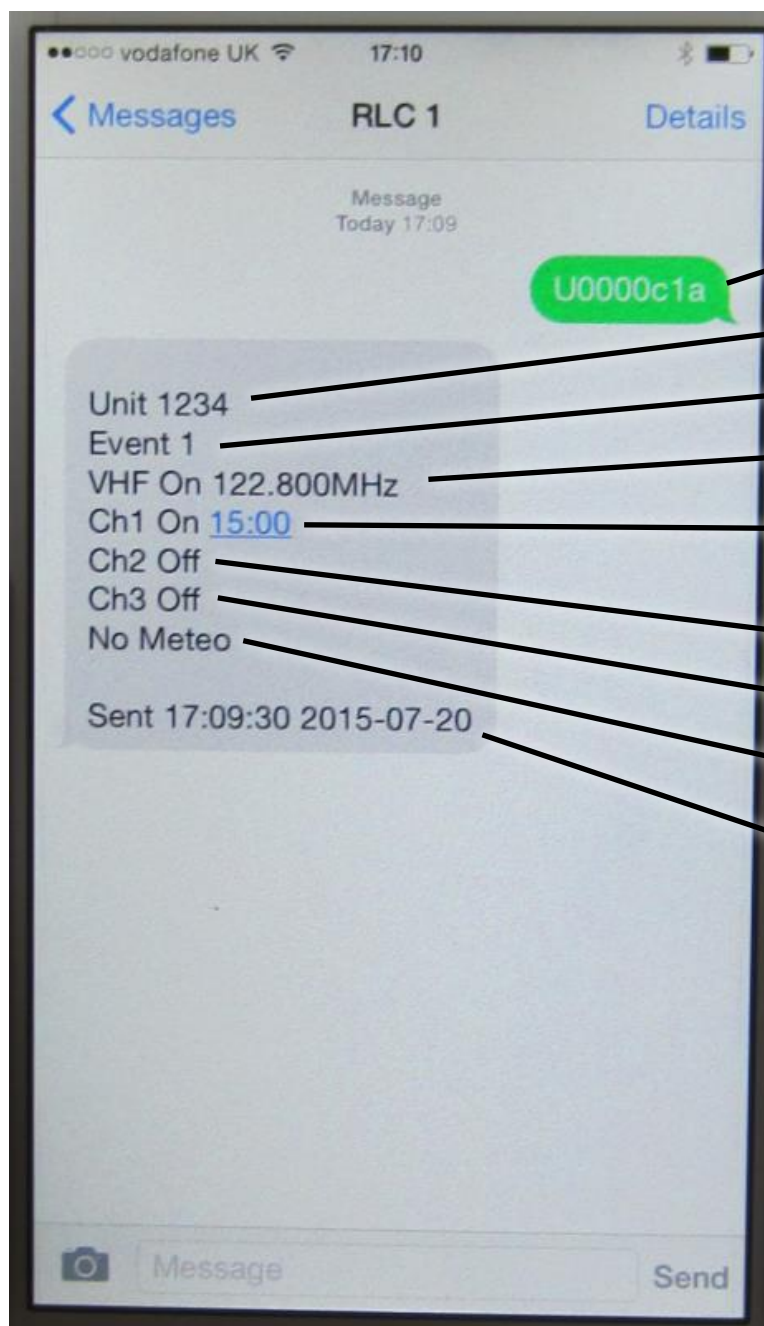 vodafone UK 17:10
Messages RLC 1 Details
Message
Today 17:09
U0000c1a
Unit 1234
Event 1
VHF On 122.800MHz
Ch1 On 15:00
Ch2 Off
Ch3 Off
No Meteo
Sent 17:09:30 2015-07-20
Message Send